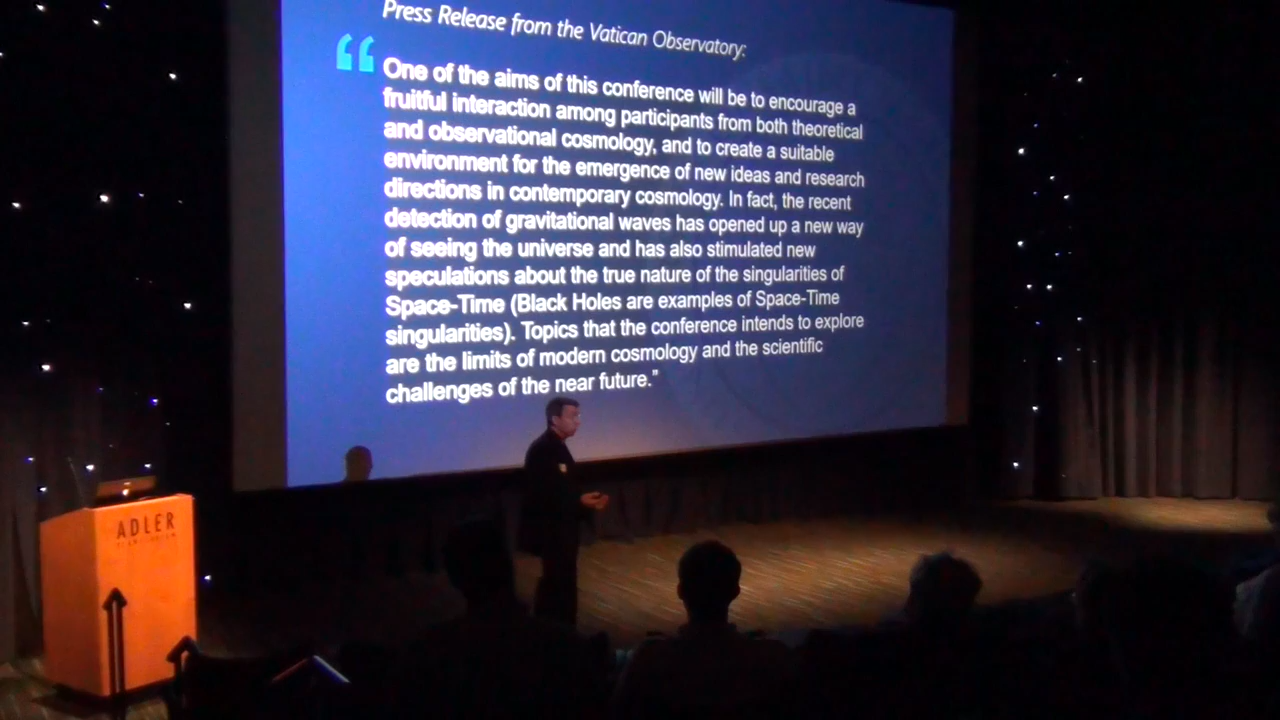 Press Release from the Vatican Observatory:
“ One of the aims of this conference will be to encourage a
fruitful interaction among participants from both theoretical
and observational cosmology, and to create a suitable
environment for the emergence of new ideas and research
directions in contemporary cosmology. In fact, the recent
detection of gravitational waves has opened up a new way
of seeing the universe and has also stimulated new
speculations about the true nature of the singularities of
Space-Time (Black Holes are examples of Space-Time
singularities). Topics that the conference intends to explore
are the limits of modern cosmology and the scientific
challenges of the near future.”
ADLER
PLANETARIUM